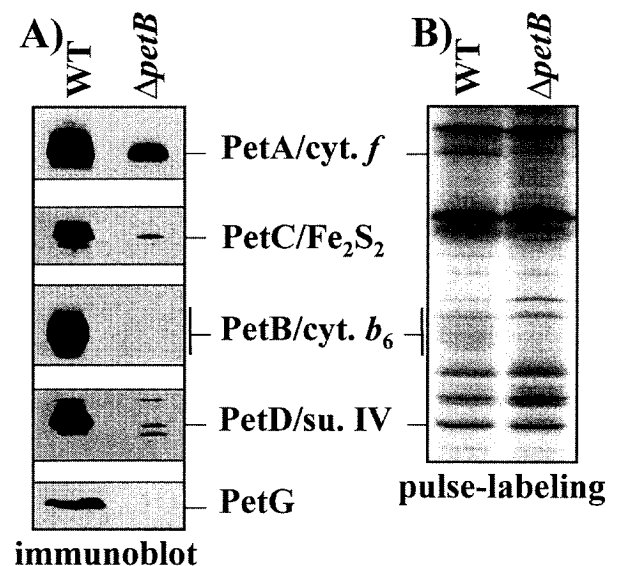 A) WT ΔpetB
PetA/cyt. f
PetC/Fe₂S₂
PetB/cyt. b₆
PetD/su. IV
PetG
immunoblot
B) WT ΔpetB
pulse-labeling